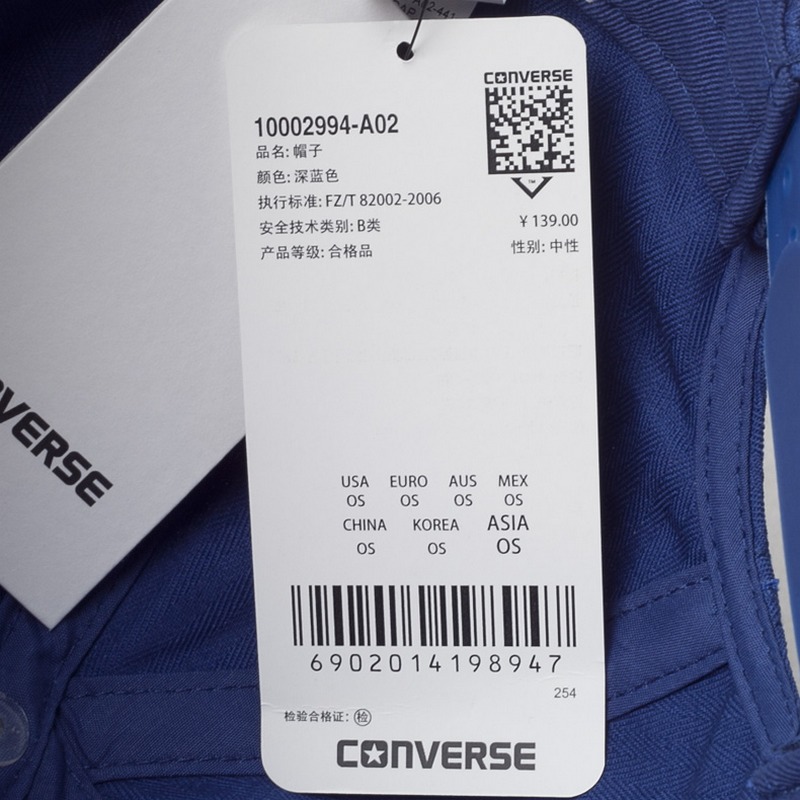 CONVERSE
10002994-A02
品名: 帽子
颜色: 深蓝色
执行标准: FZ/T 82002-2006
安全技术类别: B类
¥ 139.00
产品等级: 合格品
性别: 中性
VERSE
USA EURO AUS MEX
OS OS OS OS
CHINA KOREA ASIA
OS OS OS
6902014198947
254
检验合格证: 检
CONVERSE